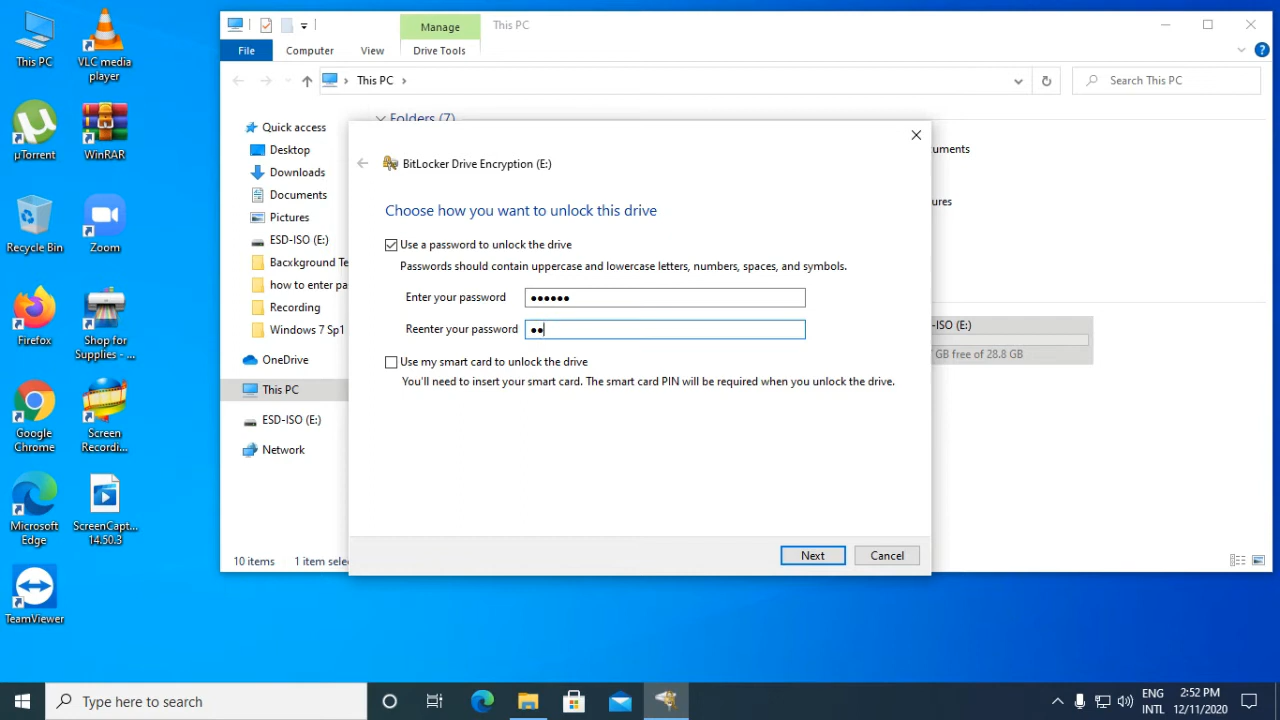 This PC
VLC media
player
µTorrent
WinRAR
Recycle Bin
Zoom
Firefox
Shop for
Supplies - ...
Google
Chrome
Screen
Recordi...
Microsoft
Edge
ScreenCapt...
14.50.3
TeamViewer
Manage
This PC
File
Computer
View
Drive Tools
This PC
Search This PC
Folders (7)
Quick access
Desktop
Downloads
Documents
Pictures
ESD-ISO (E:)
Bacxkground Te
how to enter pa
Recording
Windows 7 Sp1
OneDrive
This PC
ESD-ISO (E:)
Network
10 items
1 item sele
BitLocker Drive Encryption (E:)
Choose how you want to unlock this drive
Use a password to unlock the drive
Passwords should contain uppercase and lowercase letters, numbers, spaces, and symbols.
Enter your password
●●●●●●
Reenter your password
●●
Use my smart card to unlock the drive
You'll need to insert your smart card. The smart card PIN will be required when you unlock the drive.
Next
Cancel
uments
ures
-ISO (E:)
GB free of 28.8 GB
Type here to search
ENG
INTL
2:52 PM
12/11/2020